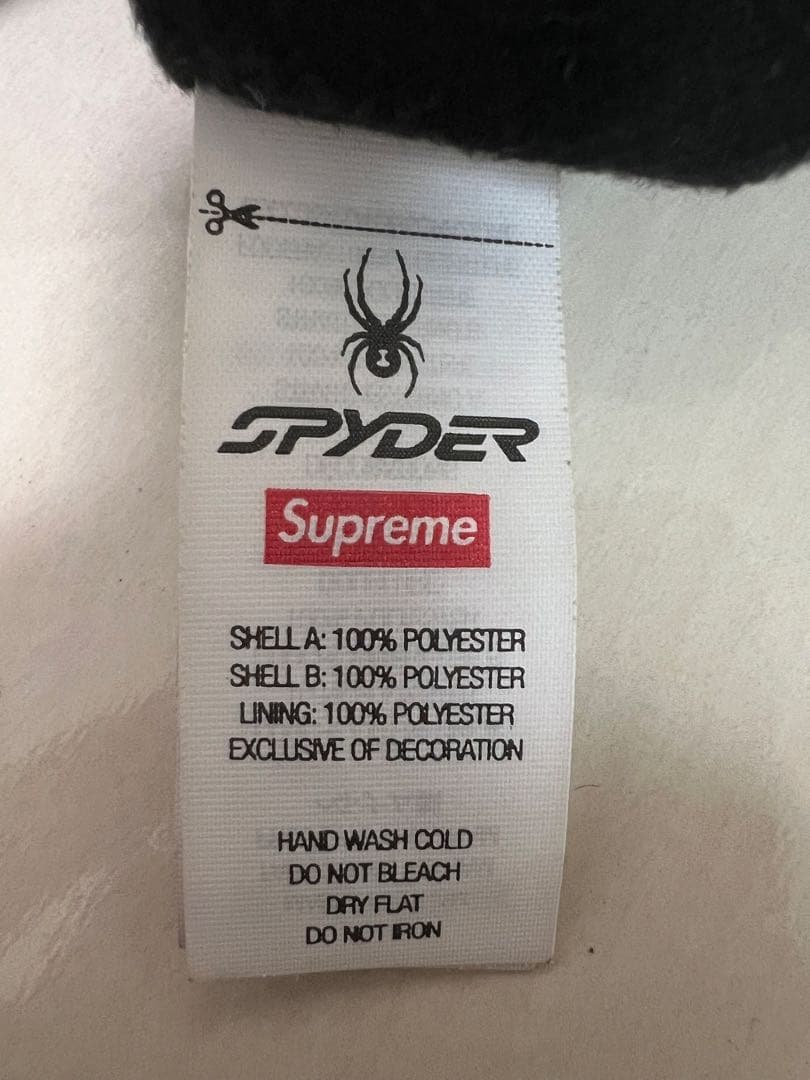 SPYDER
Supreme
SHELL A: 100% POLYESTER
SHELL B: 100% POLYESTER
LINING: 100% POLYESTER
EXCLUSIVE OF DECORATION
HAND WASH COLD
DO NOT BLEACH
DRY FLAT
DO NOT IRON